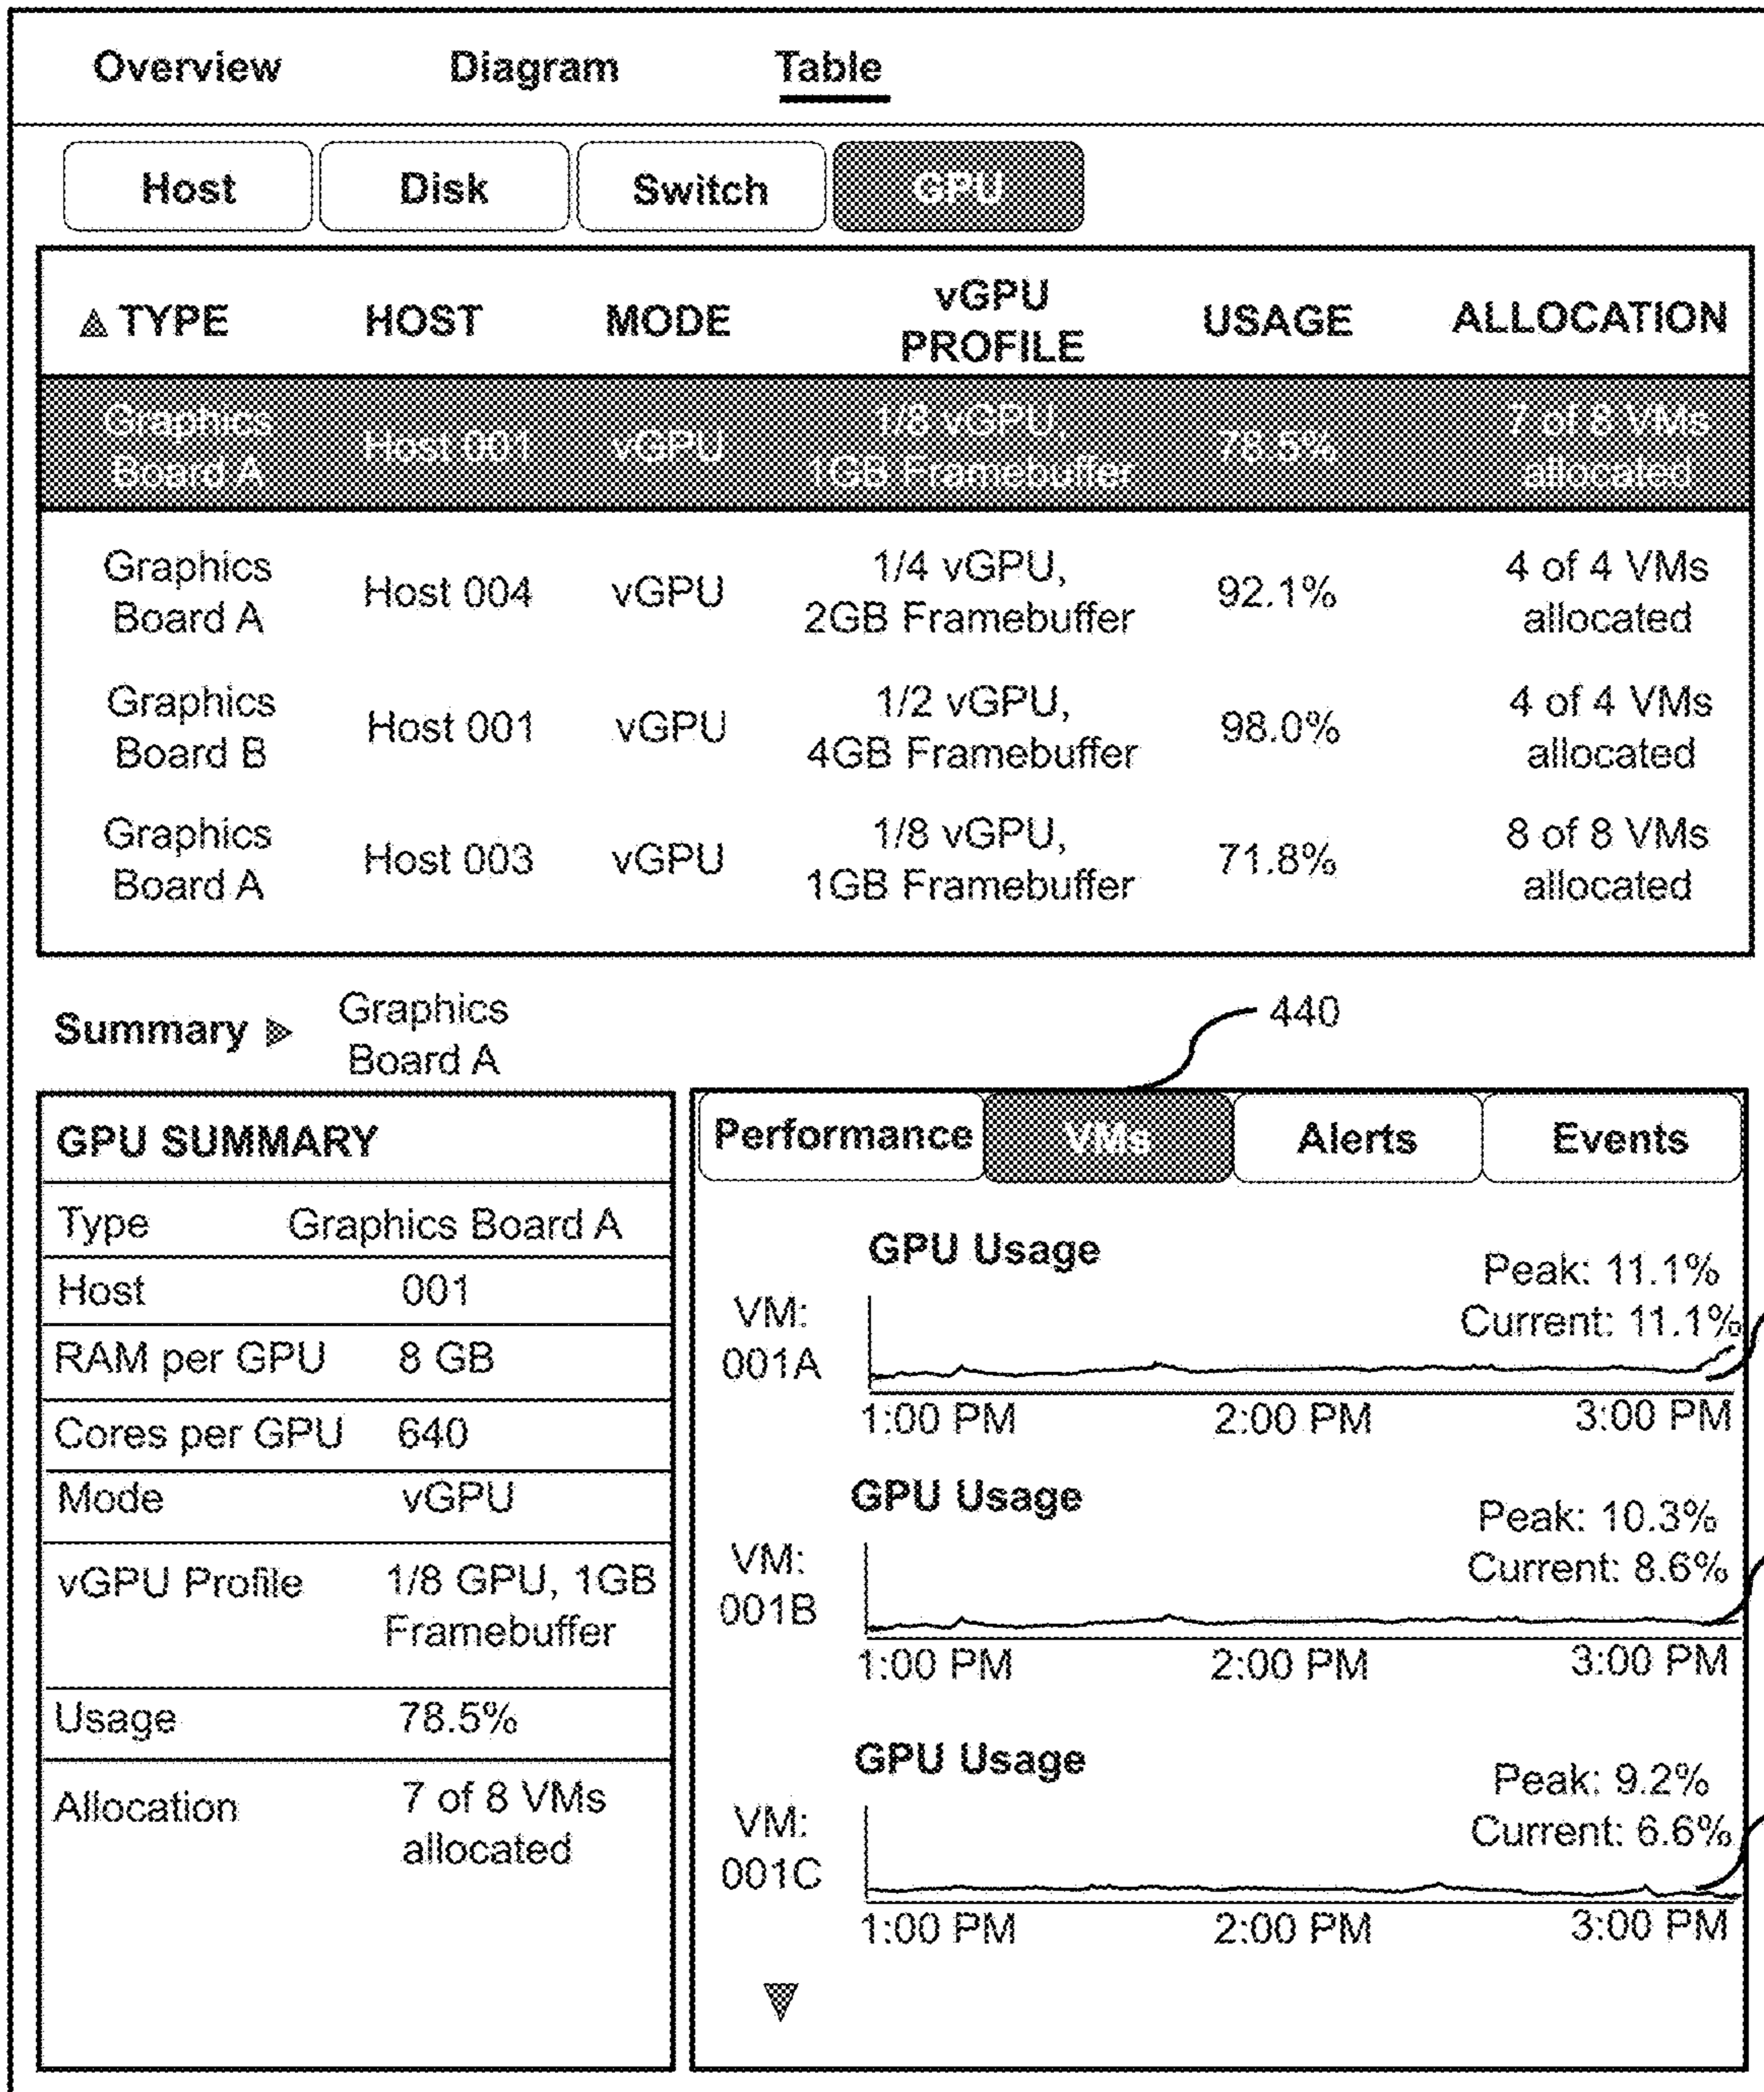 Overview Diagram Table
Host Disk Switch GPU
TYPE HOST MODE vGPU PROFILE USAGE ALLOCATION
Graphics Board A Host 001 vGPU 1/8 vGPU, 1GB Framebuffer 78.5% 7 of 8 VMs allocated
Graphics Board A Host 004 vGPU 1/4 vGPU, 2GB Framebuffer 92.1% 4 of 4 VMs allocated
Graphics Board B Host 001 vGPU 1/2 vGPU, 4GB Framebuffer 98.0% 4 of 4 VMs allocated
Graphics Board A Host 003 vGPU 1/8 vGPU, 1GB Framebuffer 71.8% 8 of 8 VMs allocated
Summary Graphics Board A
440
GPU SUMMARY
Type Graphics Board A
Host 001
RAM per GPU 8 GB
Cores per GPU 640
Mode vGPU
vGPU Profile 1/8 GPU, 1GB
Framebuffer
Usage 78.5%
Allocation 7 of 8 VMs
allocated
Performance VMs Alerts Events
GPU Usage
Peak: 11.1%
Current: 11.1%
VM:
001A
1:00 PM 2:00 PM 3:00 PM
GPU Usage
Peak: 10.3%
Current: 8.6%
VM:
001B
1:00 PM 2:00 PM 3:00 PM
GPU Usage
Peak: 9.2%
Current: 6.6%
VM:
001C
1:00 PM 2:00 PM 3:00 PM